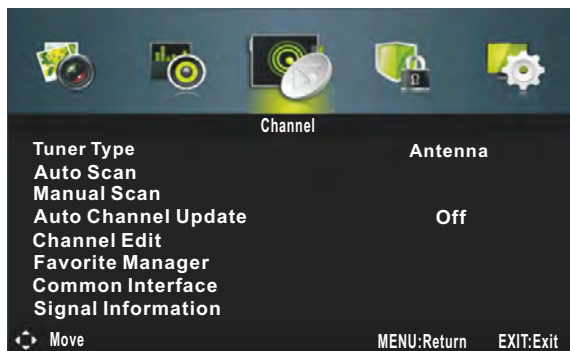 Channel
Tuner Type Antenna
Auto Scan
Manual Scan
Auto Channel Update Off
Channel Edit
Favorite Manager
Common Interface
Signal Information
Move MENU:Return EXIT:Exit